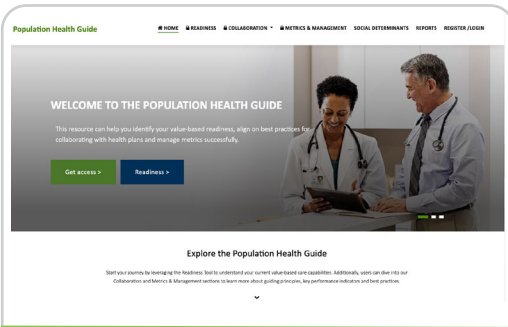 Population Health Guide
HOME READINESS COLLABORATION METRICS & MANAGEMENT SOCIAL DETERMINANTS REPORTS REGISTER /LOGIN
WELCOME TO THE POPULATION HEALTH GUIDE
This resource can help you identify your value-based readiness, align on best practices for
collaborating with health plans and manage metrics successfully.
Get access > Readiness >
Explore the Population Health Guide
Start your journey by leveraging the Readiness Tool to understand your current value-based care capabilities. Additionally, users can dive into our
Collaboration and Metrics & Management sections to learn more about guiding principles, key performance indicators and best practices.